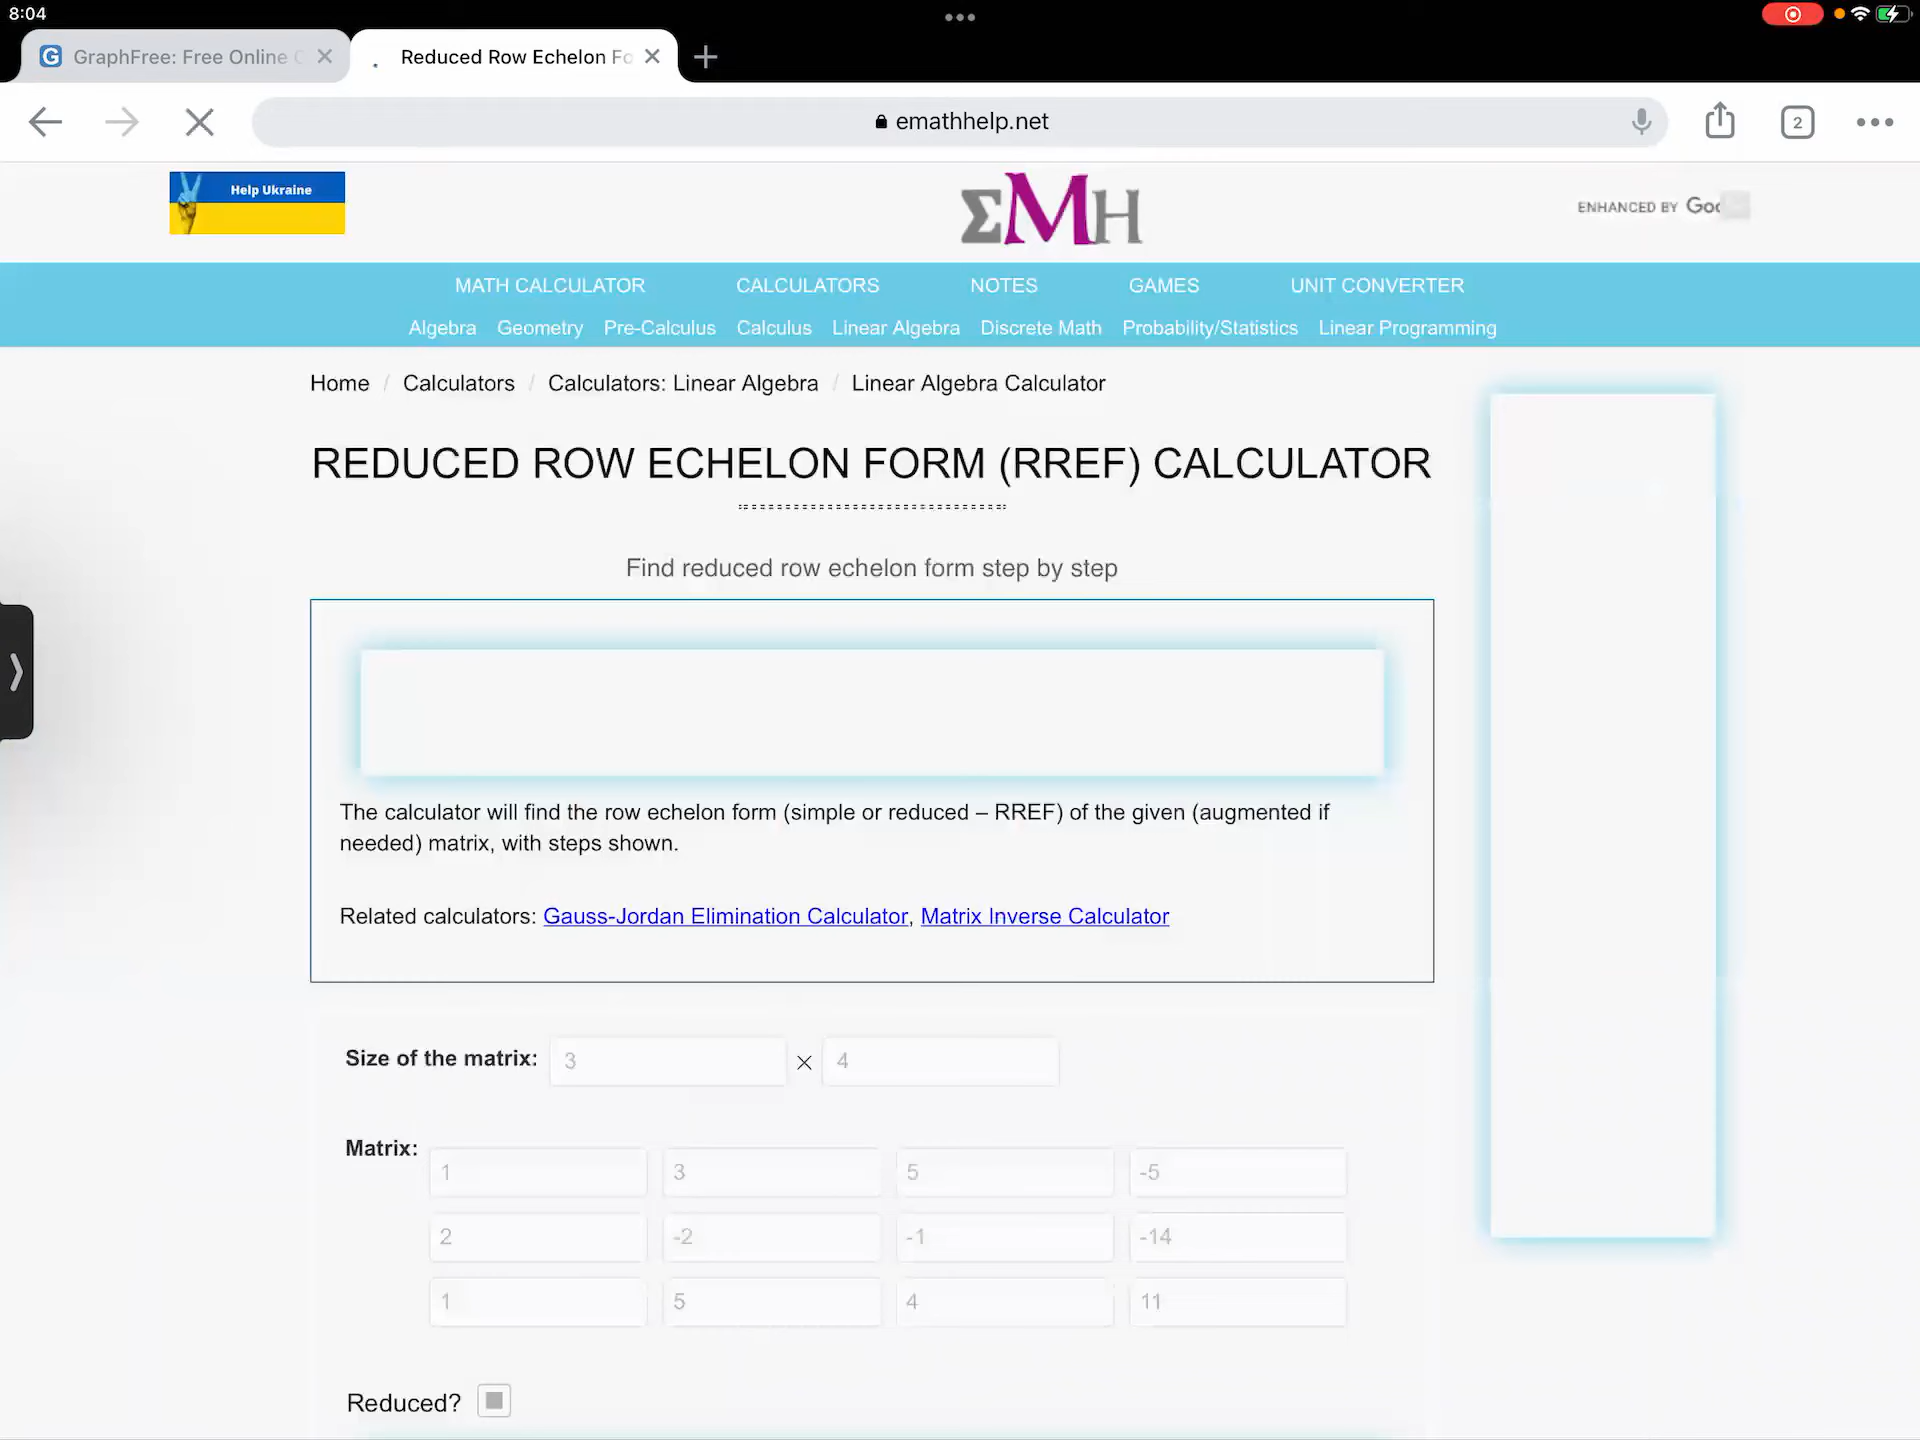 8:04
GraphFree: Free Online
Reduced Row Echelon Fo
emathhelp.net
2
Help Ukraine
ΣMH
ENHANCED BY
MATH CALCULATOR CALCULATORS NOTES GAMES UNIT CONVERTER
Algebra Geometry Pre-Calculus Calculus Linear Algebra Discrete Math Probability/Statistics Linear Programming
Home / Calculators / Calculators: Linear Algebra / Linear Algebra Calculator
REDUCED ROW ECHELON FORM (RREF) CALCULATOR
Find reduced row echelon form step by step
The calculator will find the row echelon form (simple or reduced – RREF) of the given (augmented if
needed) matrix, with steps shown.
Related calculators: Gauss-Jordan Elimination Calculator, Matrix Inverse Calculator
Size of the matrix: 3 × 4
Matrix:
1 3 5 -5
2 -2 -1 -14
1 5 4 11
Reduced?